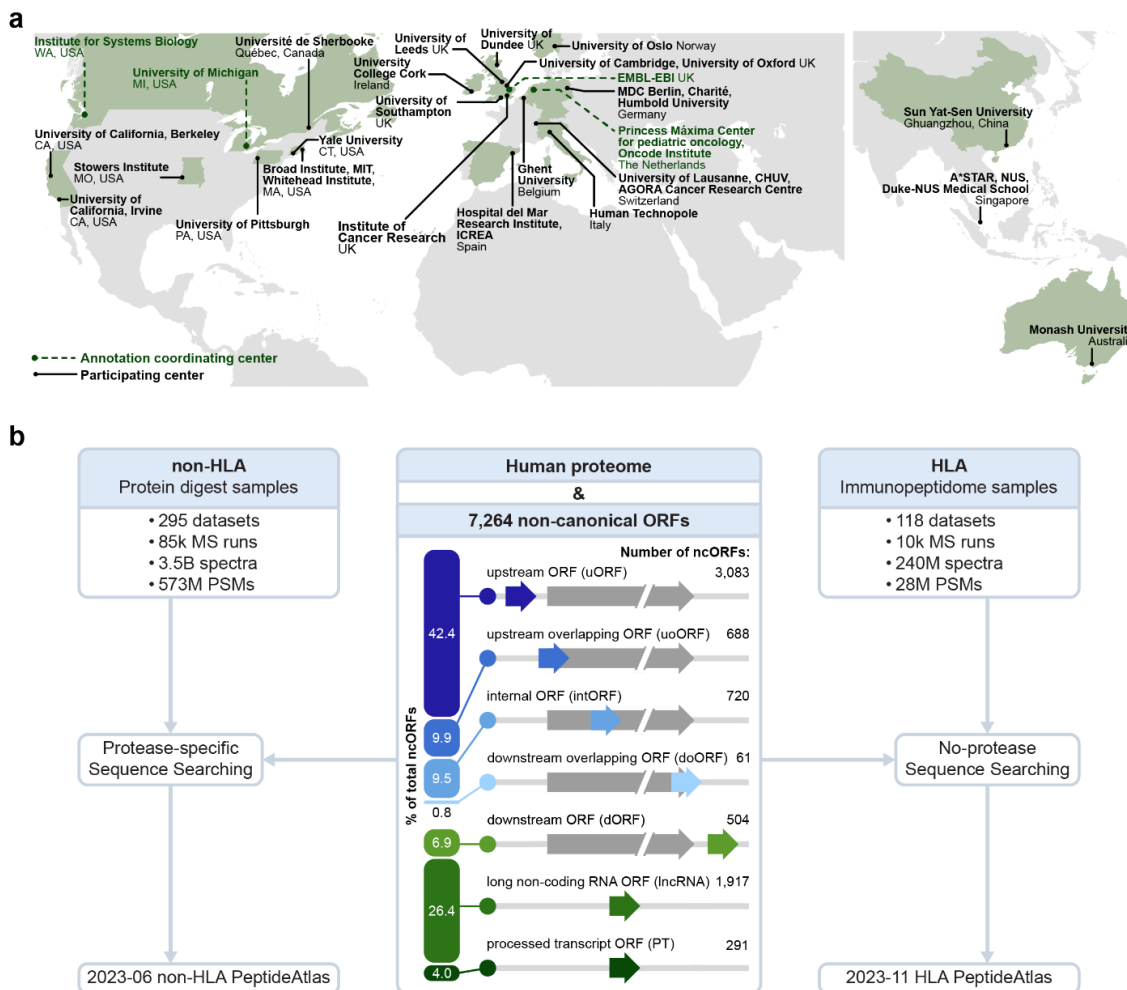 a
Institute for Systems Biology
WA, USA
University of Michigan
MI, USA
Université de Sherbooke
Québec, Canada
University of California, Berkeley
CA, USA
Stowers Institute
MO, USA
University of
California, Irvine
CA, USA
Yale University
CT, USA
Broad Institute, MIT,
Whitehead Institute,
MA, USA
University of Pittsburgh
PA, USA
University of
Leeds UK
University of
Dundee UK
University of Oslo Norway
University
College Cork
Ireland
University of Cambridge, University of Oxford UK
EMBL-EBI UK
University of
Southampton
UK
MDC Berlin, Charité,
Humbold University
Germany
Princess Máxima Center
for pediatric oncology,
Oncode Institute
The Netherlands
Ghent
University
Belgium
University of Lausanne, CHUV,
AGORA Cancer Research Centre
Switzerland
Institute of
Cancer Research
UK
Hospital del Mar
Research Institute,
ICREA
Spain
Human Technopole
Italy
Sun Yat-Sen University
Ghuangzhou, China
A*STAR, NUS,
Duke-NUS Medical School
Singapore
Monash Universit
Australi
Annotation coordinating center
Participating center
b
non-HLA
Protein digest samples
• 295 datasets
• 85k MS runs
• 3.5B spectra
• 573M PSMs
Protease-specific
Sequence Searching
2023-06 non-HLA PeptideAtlas
Human proteome
&
7,264 non-canonical ORFs
Number of ncORFs:
% of total ncORFs
upstream ORF (uORF) 3,083
42.4
upstream overlapping ORF (uoORF) 688
9.9
internal ORF (intORF) 720
9.5
downstream overlapping ORF (doORF) 61
0.8
downstream ORF (dORF) 504
6.9
long non-coding RNA ORF (lncRNA) 1,917
26.4
processed transcript ORF (PT) 291
4.0
HLA
Immunopeptidome samples
• 118 datasets
• 10k MS runs
• 240M spectra
• 28M PSMs
No-protease
Sequence Searching
2023-11 HLA PeptideAtlas